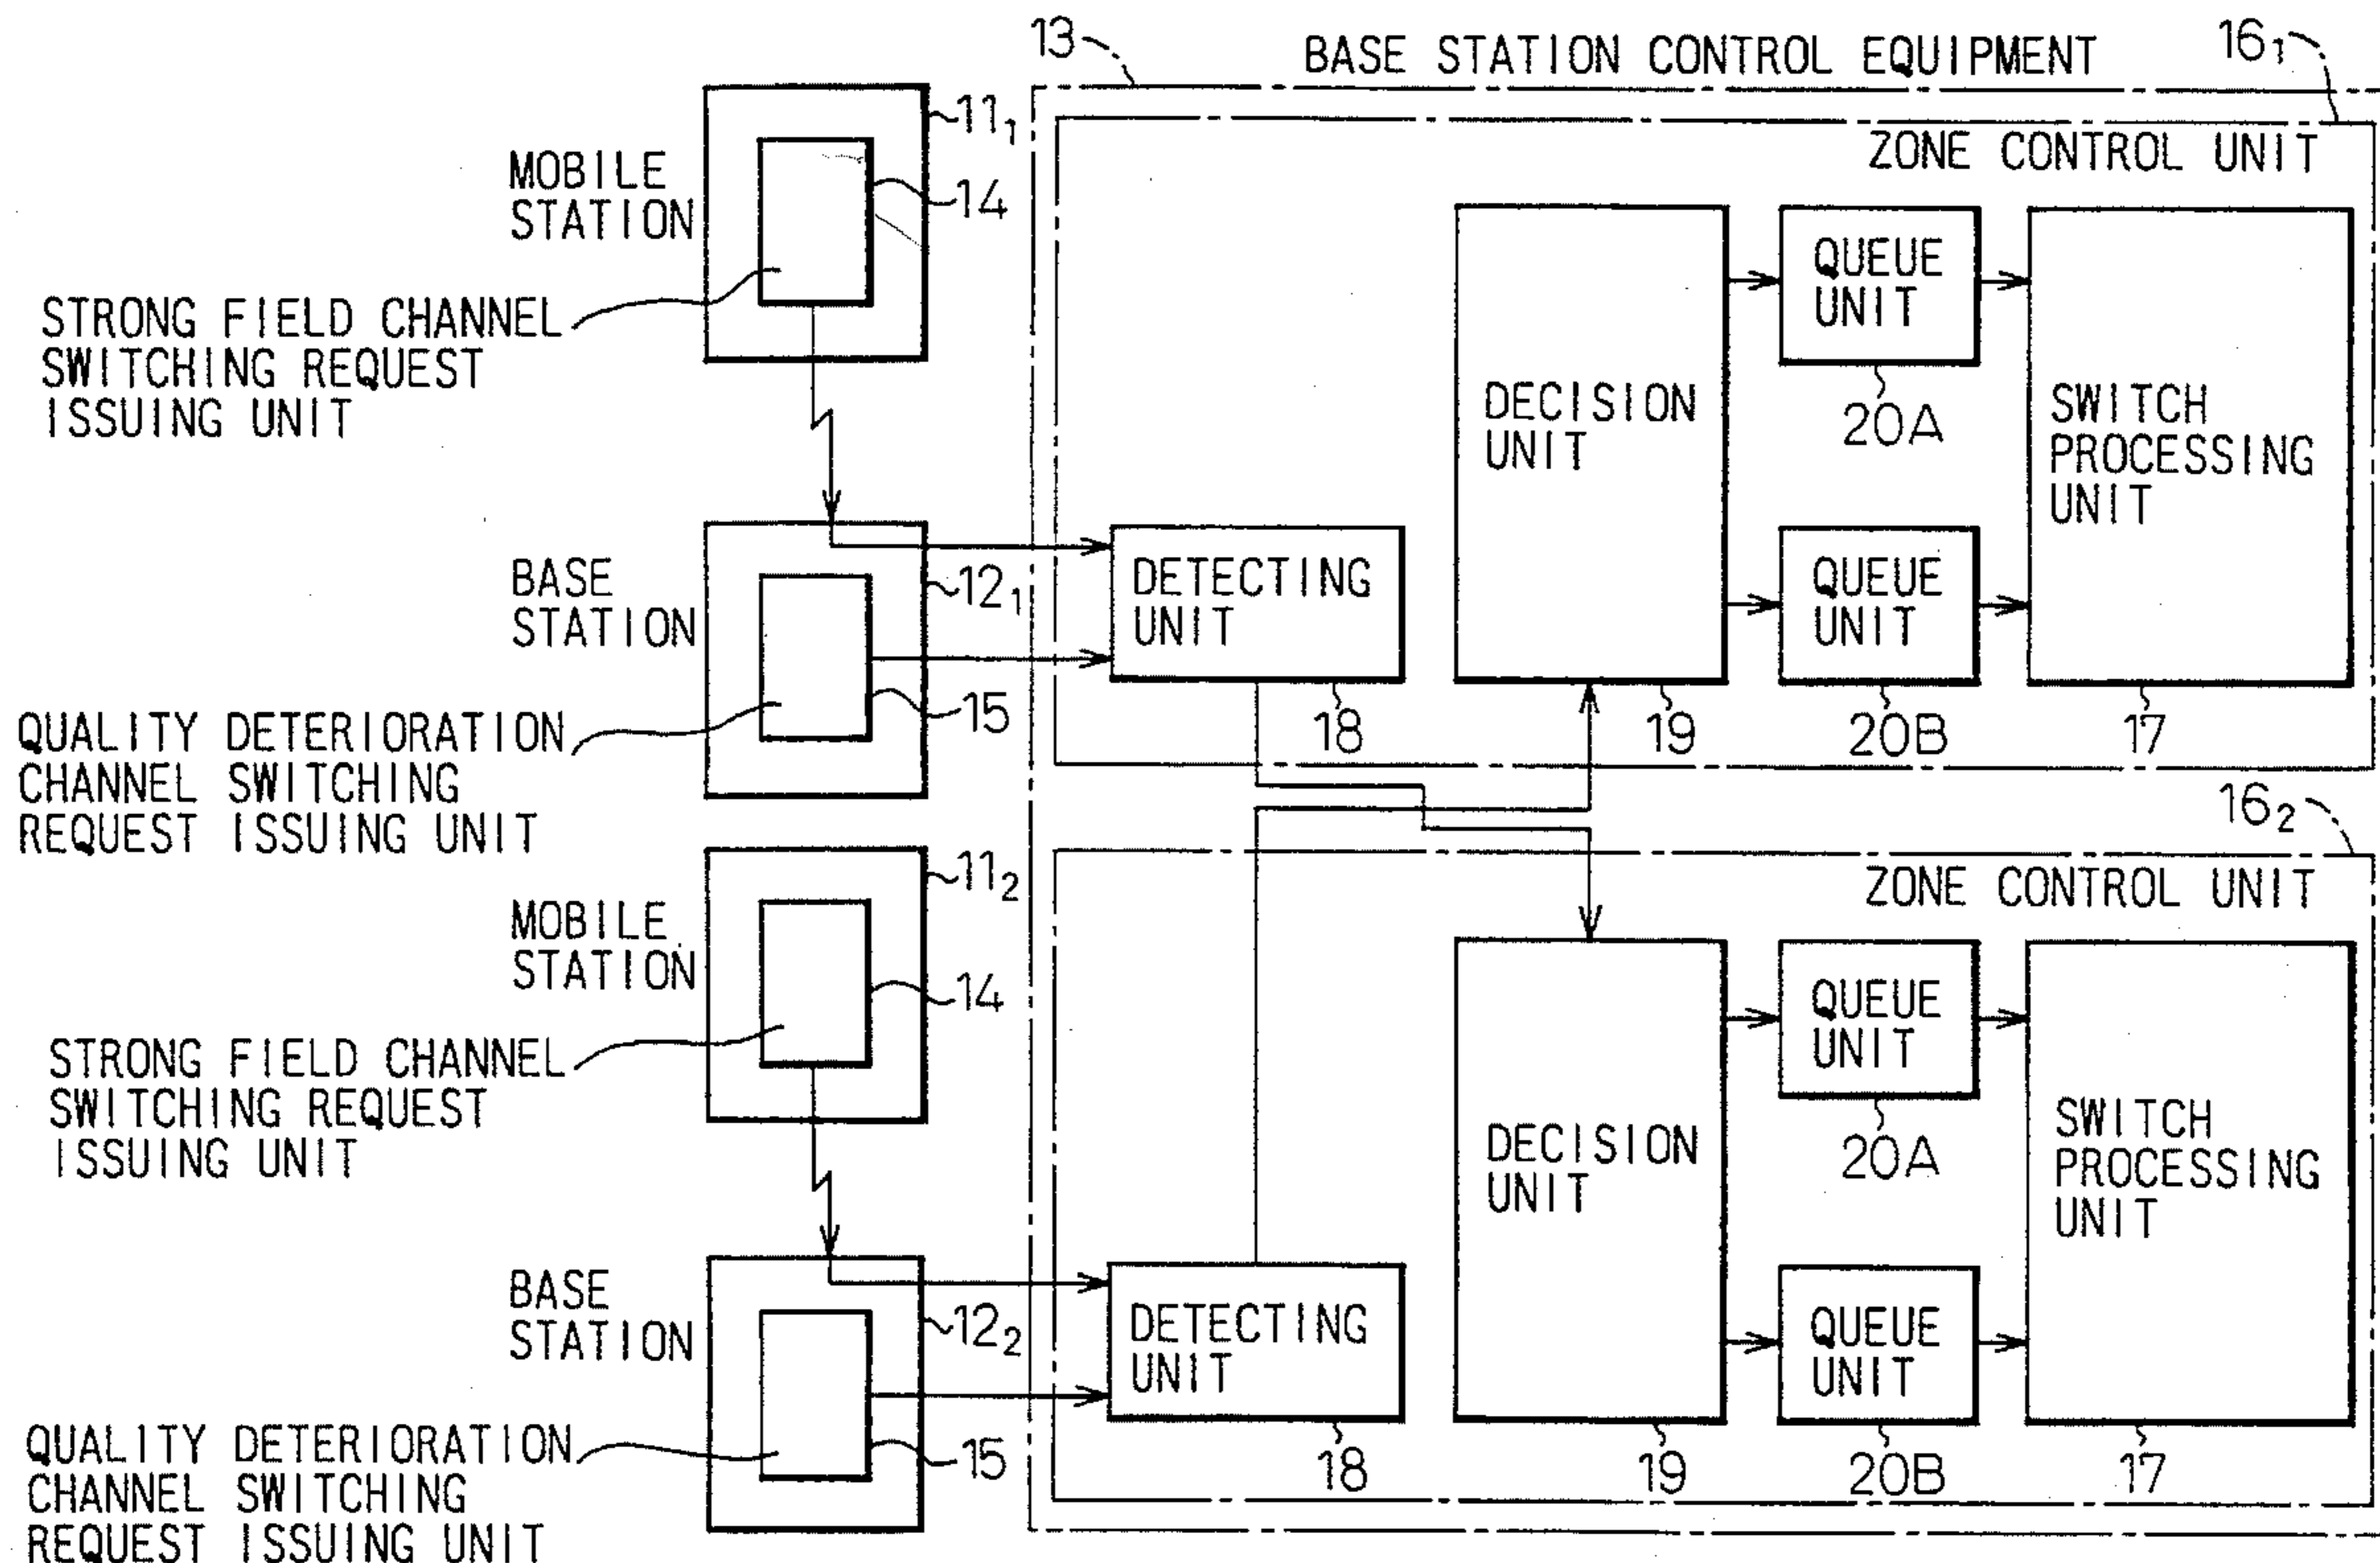 13
BASE STATION CONTROL EQUIPMENT
16₁
11₁
ZONE CONTROL UNIT
MOBILE
STATION
14
STRONG FIELD CHANNEL
SWITCHING REQUEST
ISSUING UNIT
DECISION
UNIT
QUEUE
UNIT
20A
SWITCH
PROCESSING
UNIT
BASE
STATION
12₁
DETECTING
UNIT
QUEUE
UNIT
15
18
19
20B
17
QUALITY DETERIORATION
CHANNEL SWITCHING
REQUEST ISSUING UNIT
16₂
11₂
ZONE CONTROL UNIT
MOBILE
STATION
14
STRONG FIELD CHANNEL
SWITCHING REQUEST
ISSUING UNIT
DECISION
UNIT
QUEUE
UNIT
20A
SWITCH
PROCESSING
UNIT
BASE
STATION
12₂
DETECTING
UNIT
QUEUE
UNIT
15
18
19
20B
17
QUALITY DETERIORATION
CHANNEL SWITCHING
REQUEST ISSUING UNIT